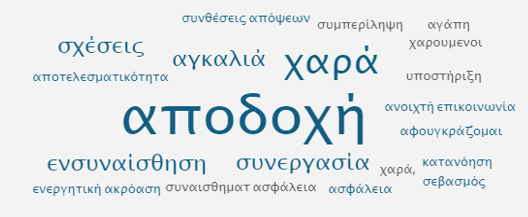 συνθέσεις απόψεων
συμπερίληψη
αγάπη
σχέσεις
αγκαλιά
χαρά
χαρουμενοι
αποτελεσματικότητα
υποστήριξη
αποδοχή
ανοιχτή επικοινωνία
αφουγκράζομαι
ενσυναίσθηση
συνεργασία
χαρά,
κατανόηση
σεβασμός
ενεργητική ακρόαση
συναισθηματ ασφάλεια
ασφάλεια